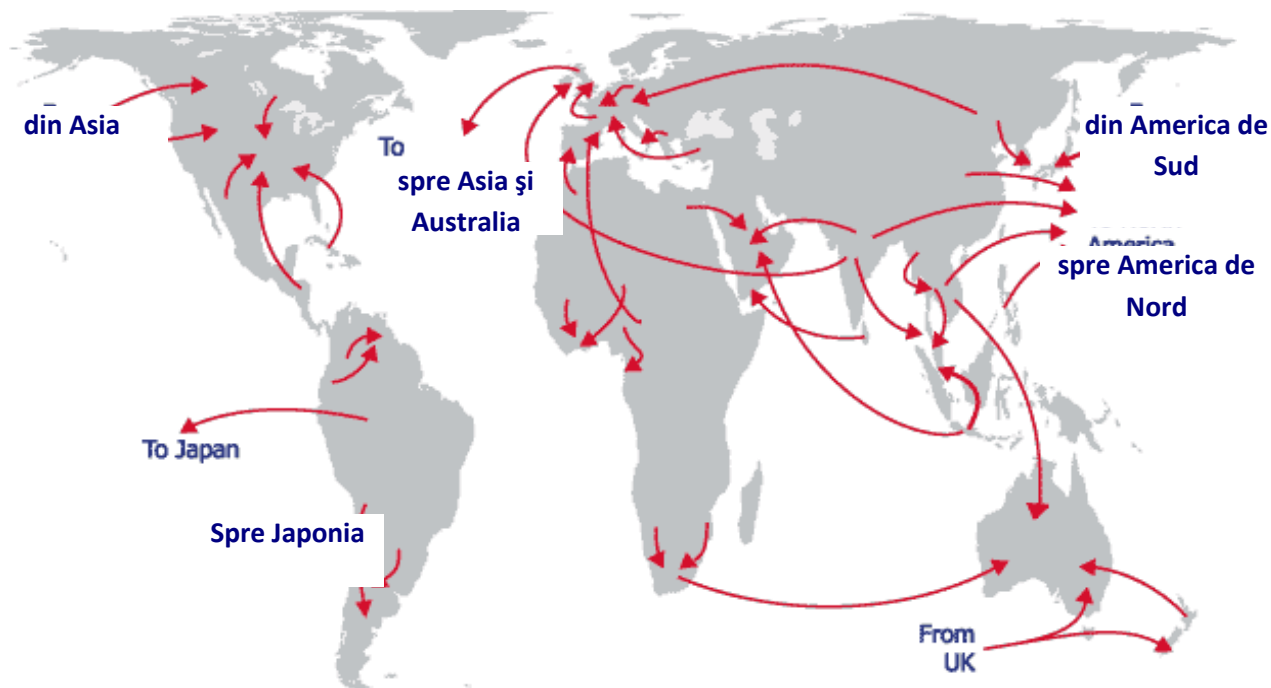 din Asia
To
spre Asia şi
Australia
din America de
Sud
America
spre America de
Nord
To Japan
Spre Japonia
From
UK